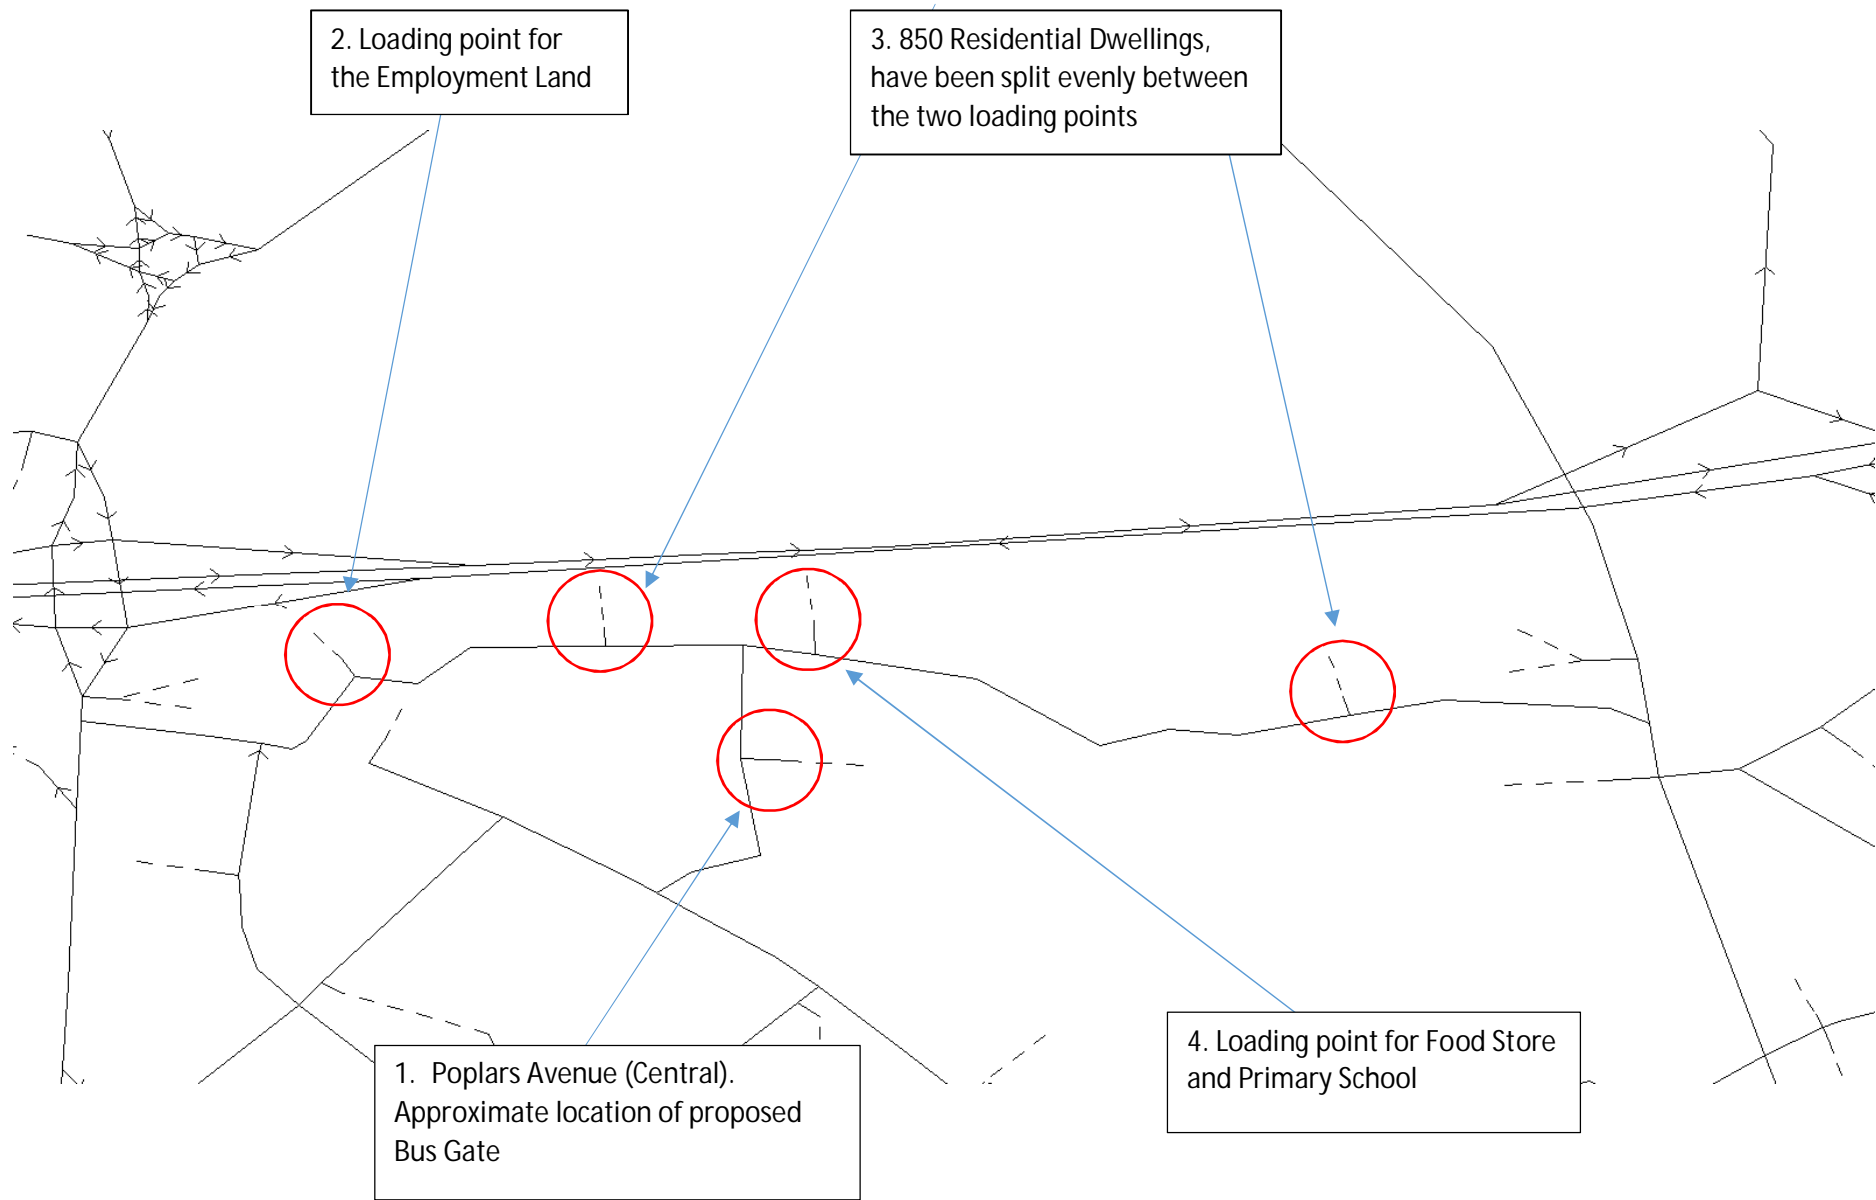 2. Loading point for
the Employment Land
3. 850 Residential Dwellings,
have been split evenly between
the two loading points
1. Poplars Avenue (Central).
Approximate location of proposed
Bus Gate
4. Loading point for Food Store
and Primary School